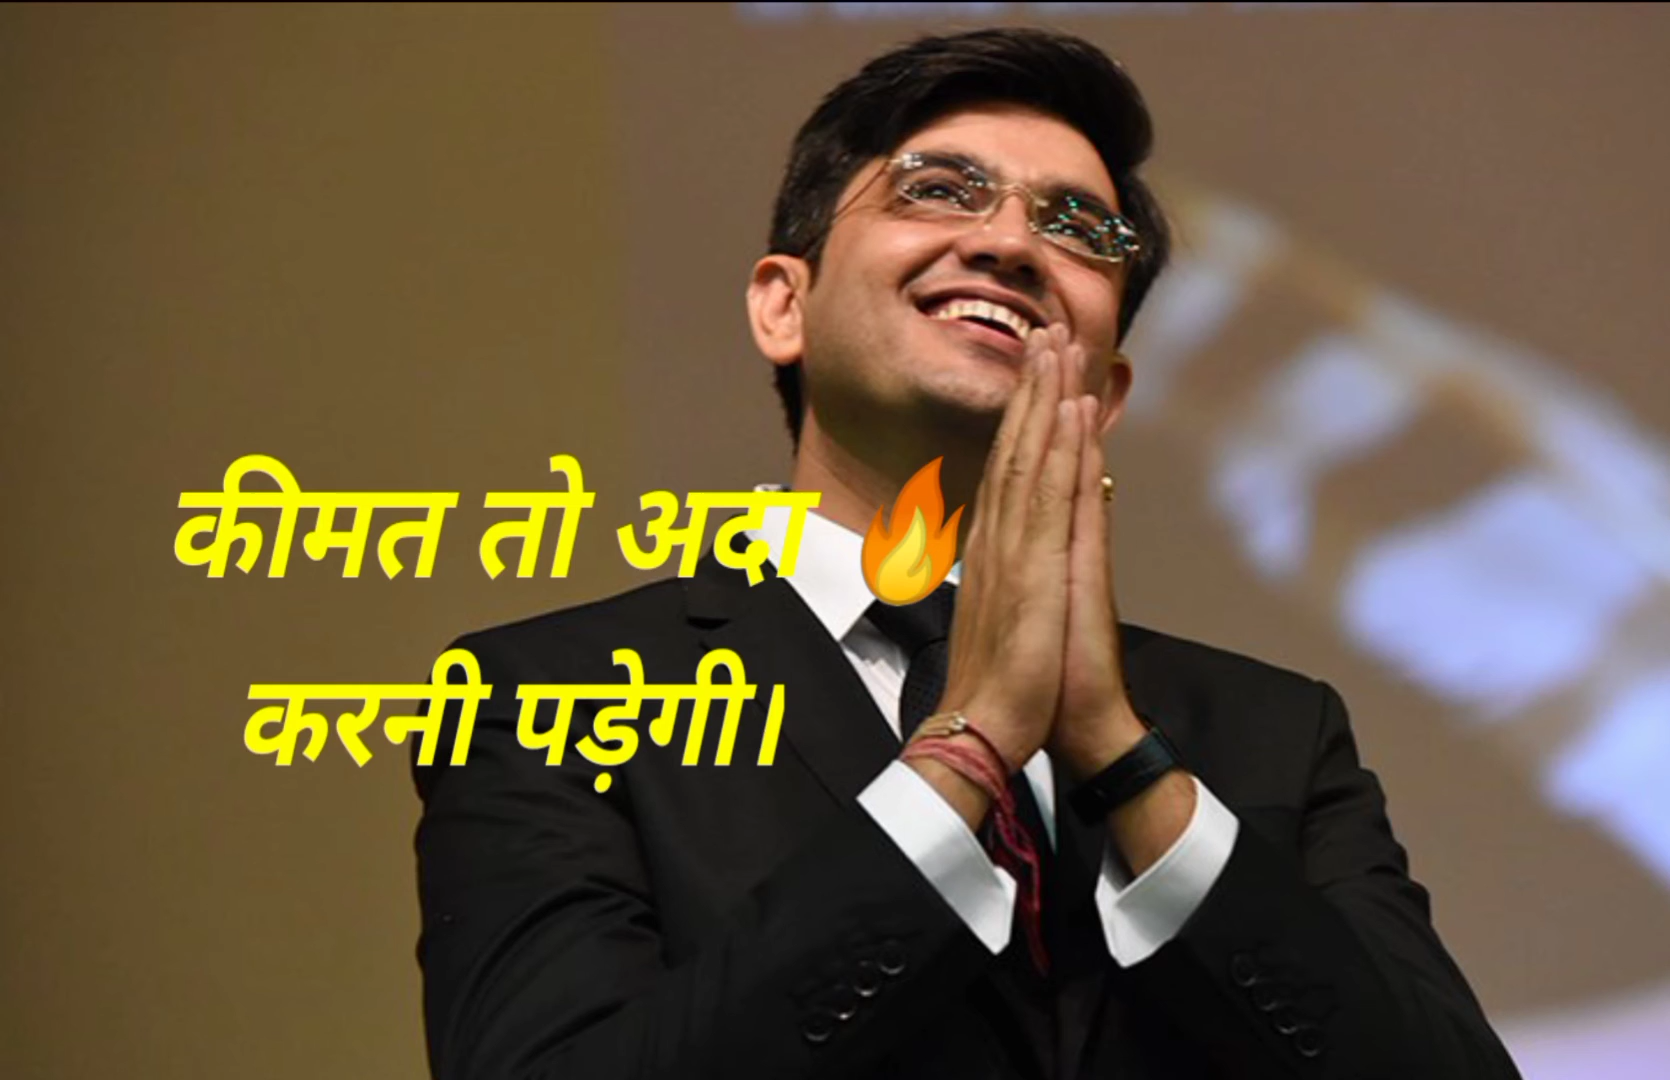 कीमत तो अदा 🔥
करनी पड़ेगी।